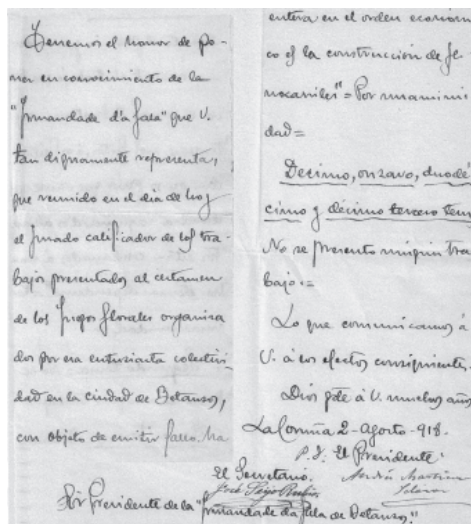 Tenemos el honor de po-
ner en conocimiento de la
"Irmandade d'a Fala" que V.
tan dignamente representa,
que reunido en el dia de hoy
el Jurado calificador de los tra-
bajos presentados al certamen
de los Juegos florales organiza
dos por esa entusiasta colectivi-
dad en la ciudad de Betanzos,
con objeto de emitir fallo, ha
entera en el orden económi
co es la construcción de fe
rrocarriles" = Por unanimi
dad =
Decimo, onzavo, duodé
cimo y décimo tercero tem
No se presentó ningún tra
bajo. =
Lo que comunicamos á
V. á los efectos consiguientes.
Dios gde á V. muchos años
La Coruña 2 - agosto - 918.
P. I. El Presidente
El Secretario.
Sr. Presidente de la "Irmandade da Fala de Betanzos."